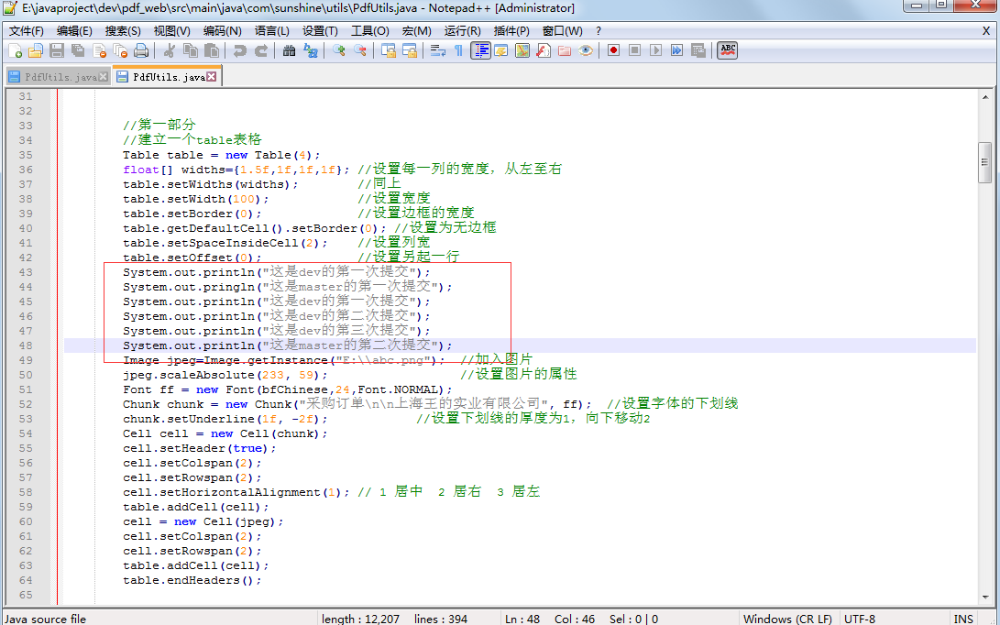 E:\javaproject\dev\pdf_web\src\main\java\com\sunshine\utils\PdfUtils.java - Notepad++ [Administrator]
文件(F) 编辑(E) 搜索(S) 视图(V) 编码(N) 语言(L) 设置(T) 工具(O) 宏(M) 运行(R) 插件(P) 窗口(W) ? X
ABC
PdfUtils.java PdfUtils.java
31
32
33 //第一部分
34 //建立一个table表格
35 Table table = new Table(4);
36 float[] widths={1.5f,1f,1f,1f}; //设置每一列的宽度，从左至右
37 table.setWidths(widths); //同上
38 table.setWidth(100); //设置宽度
39 table.setBorder(0); //设置边框的宽度
40 table.getDefaultCell().setBorder(0); //设置为无边框
41 table.setSpaceInsideCell(2); //设置列宽
42 table.setOffset(0); //设置另起一行
43 System.out.println("这是dev的第一次提交");
44 System.out.pringln("这是master的第一次提交");
45 System.out.println("这是dev的第一次提交");
46 System.out.println("这是dev的第二次提交");
47 System.out.println("这是dev的第三次提交");
48 System.out.println("这是master的第二次提交");
49 Image jpeg=Image.getInstance("E:\\abc.png"); //加入图片
50 jpeg.scaleAbsolute(233, 59); //设置图片的属性
51 Font ff = new Font(bfChinese,24,Font.NORMAL);
52 Chunk chunk = new Chunk("采购订单\n\n上海王的实业有限公司", ff); //设置字体的下划线
53 chunk.setUnderline(1f, -2f); //设置下划线的厚度为1，向下移动2
54 Cell cell = new Cell(chunk);
55 cell.setHeader(true);
56 cell.setColspan(2);
57 cell.setRowspan(2);
58 cell.setHorizontalAlignment(1); // 1 居中 2 居右 3 居左
59 table.addCell(cell);
60 cell = new Cell(jpeg);
61 cell.setColspan(2);
62 cell.setRowspan(2);
63 table.addCell(cell);
64 table.endHeaders();
65
Java source file length : 12,207 lines : 394 Ln : 48 Col : 46 Sel : 0 | 0 Windows (CR LF) UTF-8 INS